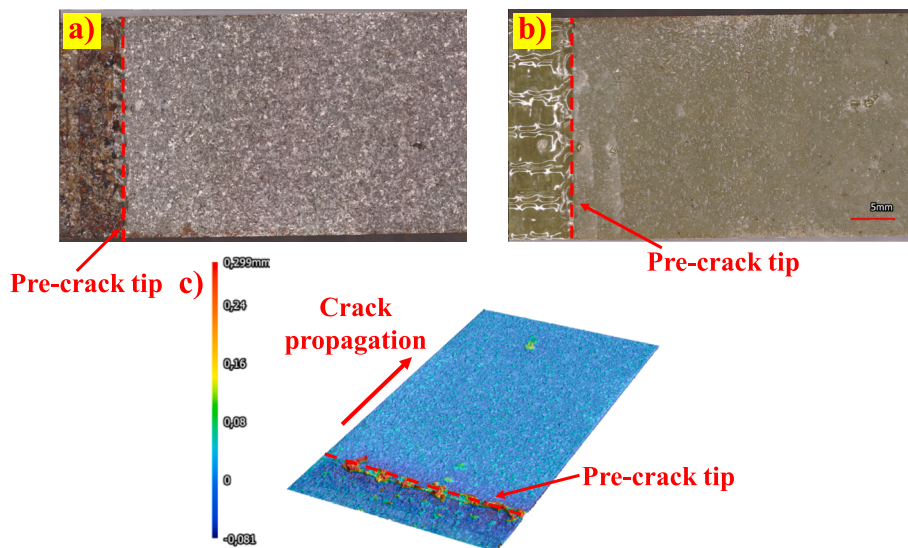 a)
b)
5mm
Pre-crack tip
Pre-crack tip
c)
0,299mm
0,24
0,16
0,08
0
-0,081
Crack
propagation
Pre-crack tip